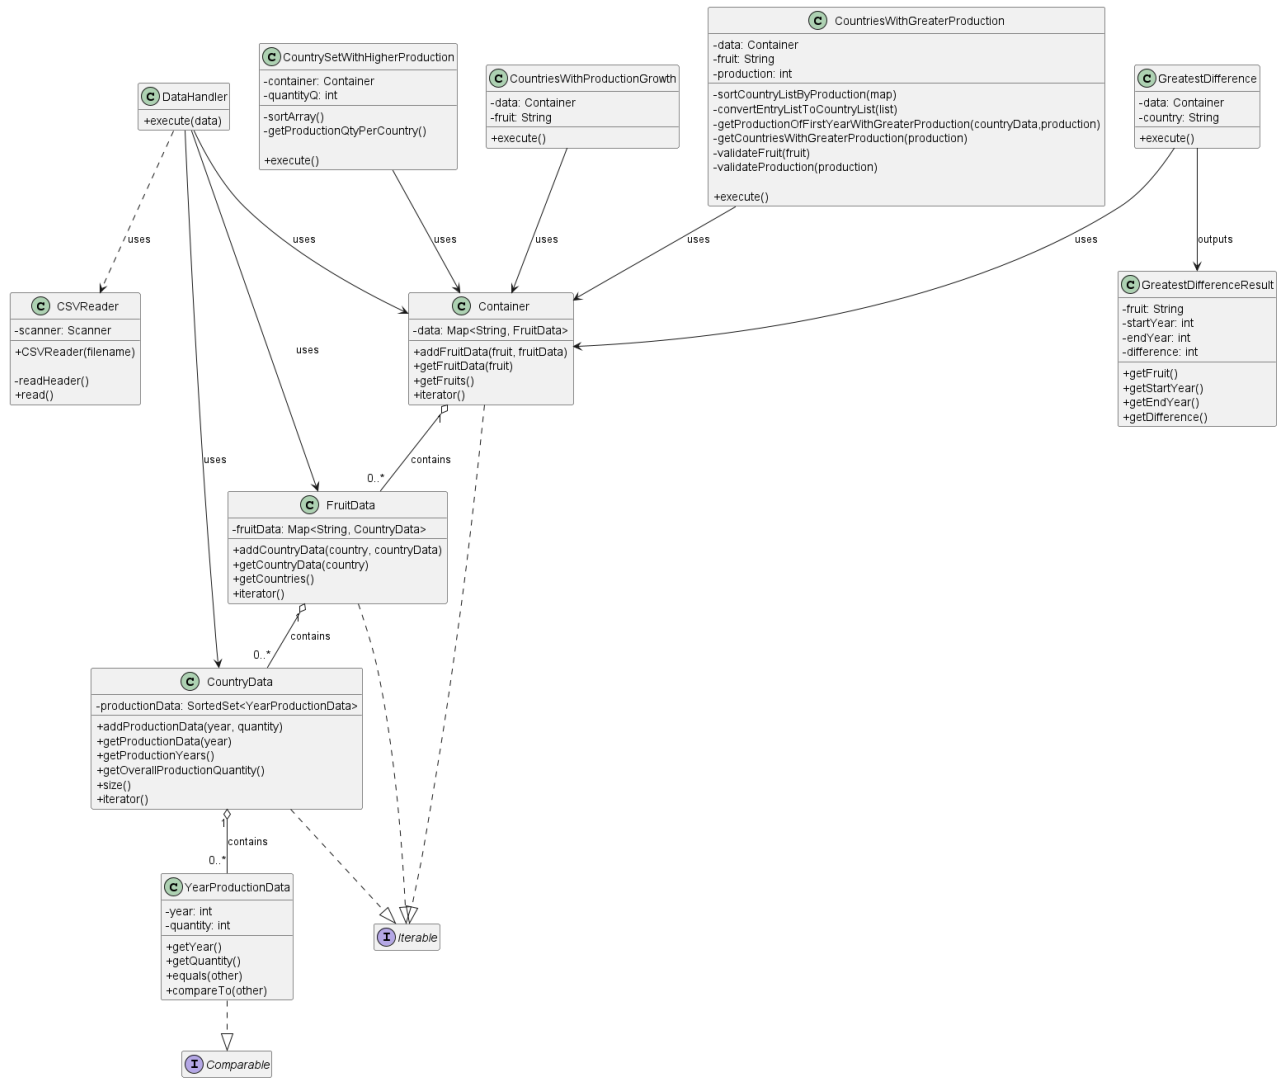 C CountriesWithGreaterProduction
-data: Container
-fruit: String
-production: int
-sortCountryListByProduction(map)
-convertEntryListToCountryList(list)
-getProductionOfFirstYearWithGreaterProduction(countryData,production)
-getCountriesWithGreaterProduction(production)
-validateFruit(fruit)
-validateProduction(production)
+execute()
C CountrySetWithHigherProduction
-container: Container
-quantityQ: int
-sortArray()
-getProductionQtyPerCountry()
+execute()
C CountriesWithProductionGrowth
-data: Container
-fruit: String
+execute()
C GreatestDifference
-data: Container
-country: String
+execute()
C DataHandler
+execute(data)
uses
uses
uses
uses
uses
uses
outputs
C CSVReader
-scanner: Scanner
+CSVReader(filename)
-readHeader()
+read()
C Container
-data: Map<String, FruitData>
+addFruitData(fruit, fruitData)
+getFruitData(fruit)
+getFruits()
+iterator()
C GreatestDifferenceResult
-fruit: String
-startYear: int
-endYear: int
-difference: int
+getFruit()
+getStartYear()
+getEndYear()
+getDifference()
uses
1
uses
contains
0..*
C FruitData
-fruitData: Map<String, CountryData>
+addCountryData(country, countryData)
+getCountryData(country)
+getCountries()
+iterator()
1
contains
0..*
C CountryData
-productionData: SortedSet<YearProductionData>
+addProductionData(year, quantity)
+getProductionData(year)
+getProductionYears()
+getOverallProductionQuantity()
+size()
+iterator()
1
contains
0..*
C YearProductionData
-year: int
-quantity: int
+getYear()
+getQuantity()
+equals(other)
+compareTo(other)
I Iterable
I Comparable